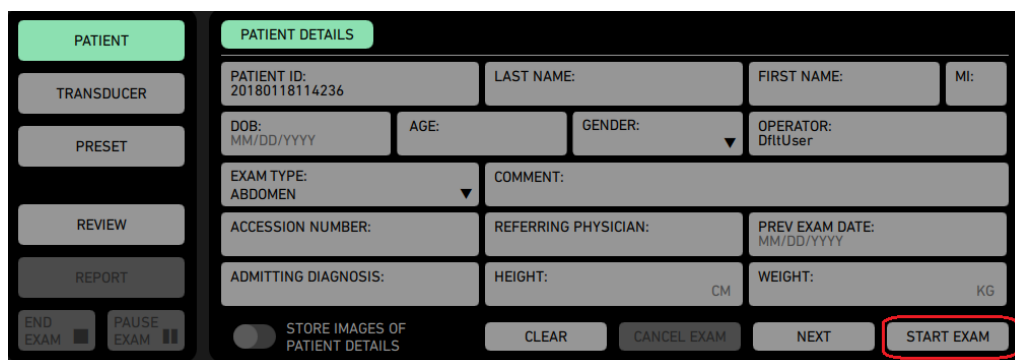 PATIENT
TRANSDUCER
PRESET
REVIEW
REPORT
END EXAM
PAUSE EXAM
PATIENT DETAILS
PATIENT ID:
20180118114236
LAST NAME:
FIRST NAME:
MI:
DOB:
MM/DD/YYYY
AGE:
GENDER:
OPERATOR:
DfltUser
EXAM TYPE:
ABDOMEN
COMMENT:
ACCESSION NUMBER:
REFERRING PHYSICIAN:
PREV EXAM DATE:
MM/DD/YYYY
ADMITTING DIAGNOSIS:
HEIGHT:
CM
WEIGHT:
KG
STORE IMAGES OF
PATIENT DETAILS
CLEAR
CANCEL EXAM
NEXT
START EXAM